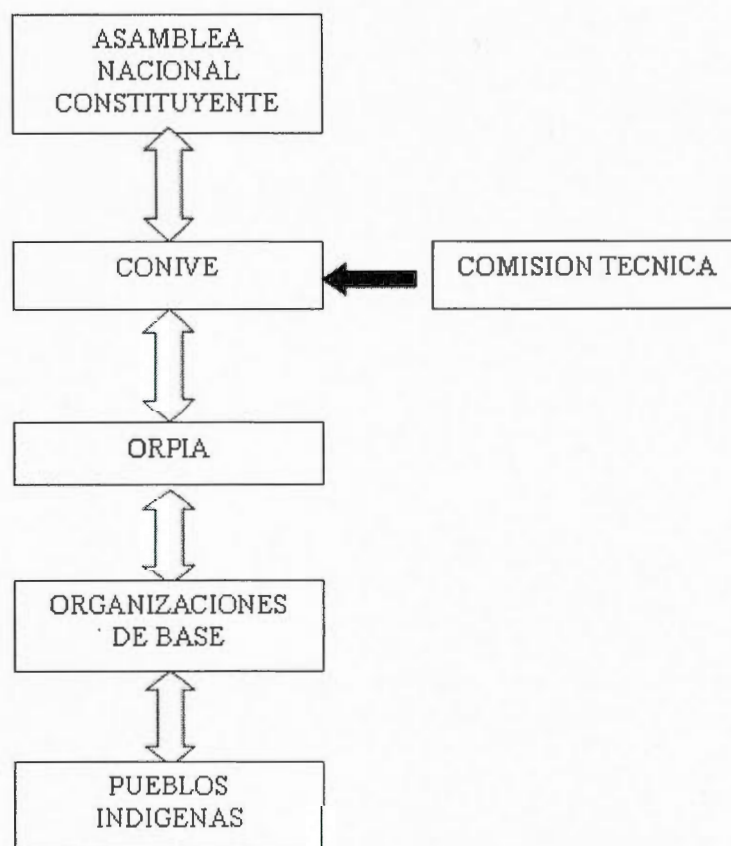 ASAMBLEA
NACIONAL
CONSTITUYENTE
CONIVE
COMISION TECNICA
ORPIA
ORGANIZACIONES
DE BASE
PUEBLOS
INDIGENAS